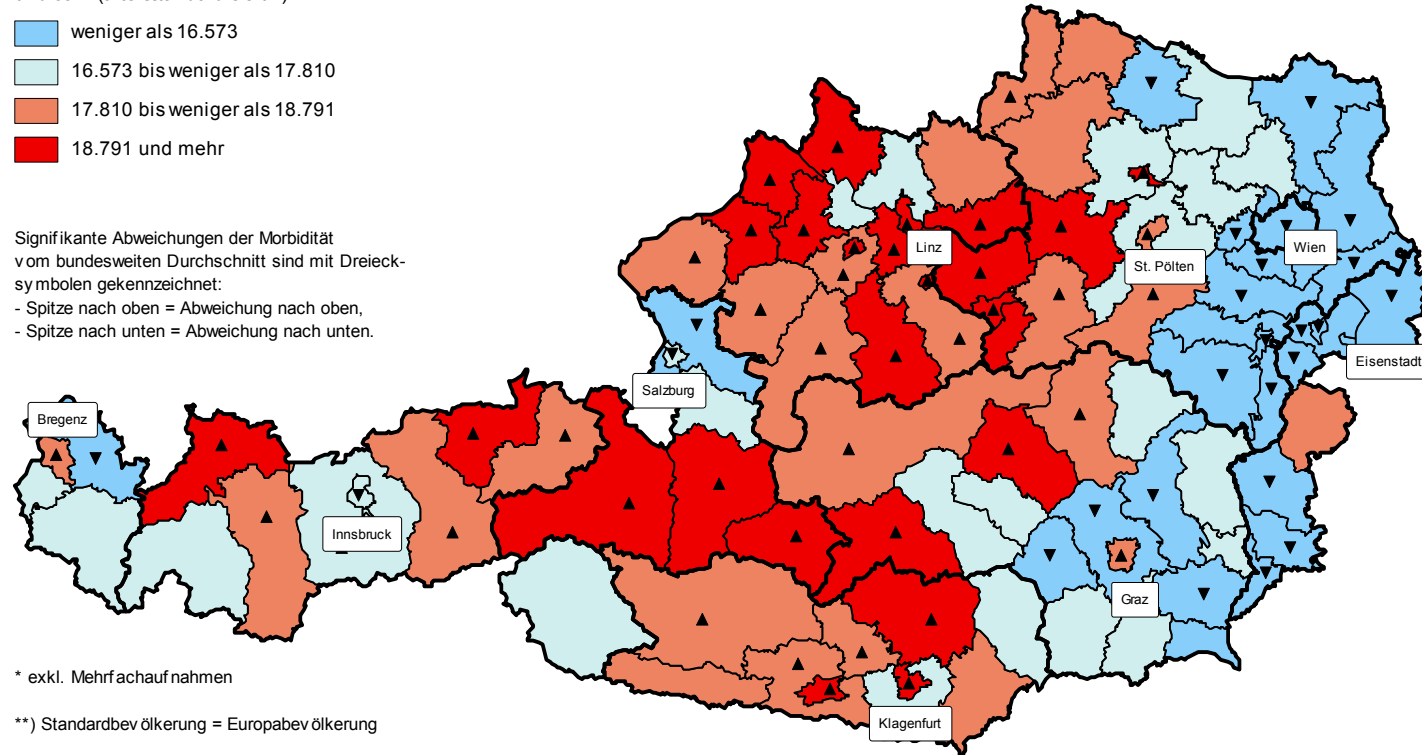 weniger als 16.573
16.573 bis weniger als 17.810
17.810 bis weniger als 18.791
18.791 und mehr
Signifikante Abweichungen der Morbidität
vom bundesweiten Durchschnitt sind mit Dreieck-
symbolen gekennzeichnet:
- Spitze nach oben = Abweichung nach oben,
- Spitze nach unten = Abweichung nach unten.
Linz
Wien
St. Pölten
Eisenstadt
Salzburg
Bregenz
Innsbruck
Graz
Klagenfurt
* exkl. Mehrfachaufnahmen
**) Standardbevölkerung = Europabevölkerung